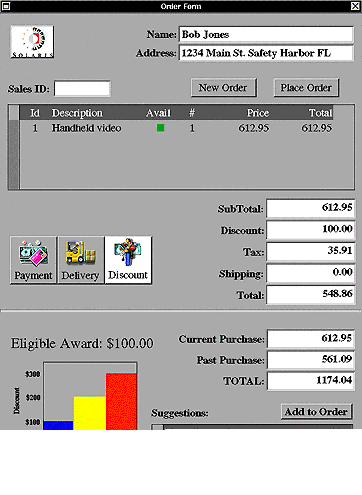 Order Form
SOLARIS
Name: Bob Jones
Address: 1234 Main St. Safety Harbor FL
Sales ID:
New Order Place Order
Id Description Avail # Price Total
1 Handheld video 1 612.95 612.95
SubTotal: 612.95
Discount: 100.00
Tax: 35.91
Shipping: 0.00
Total: 548.86
Payment Delivery Discount
Eligible Award: $100.00
Current Purchase: 612.95
Past Purchase: 561.09
TOTAL: 1174.04
$300
$200
$100
Discount
Suggestions: Add to Order